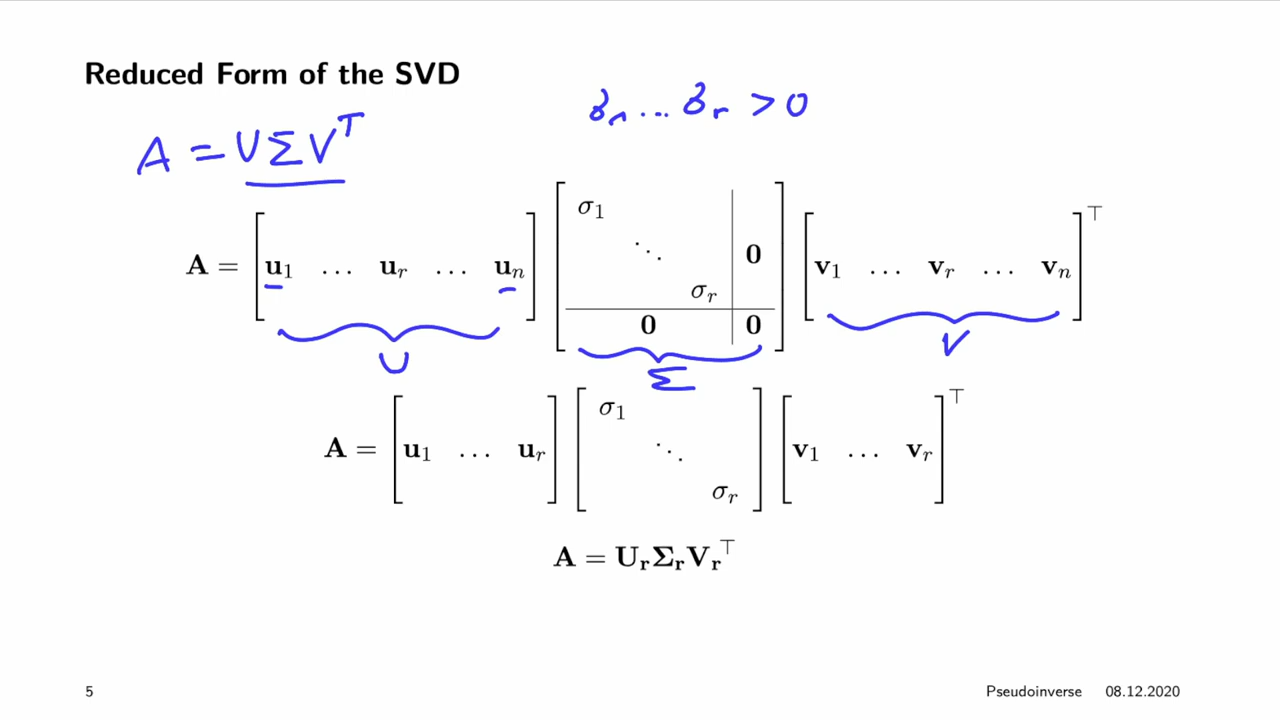 Reduced Form of the SVD
σ₁ ... σᵣ > 0
A = UΣVᵀ
A = [u₁ … uᵣ … uₙ] [σ₁ ⋱ σᵣ 0 0 0] [v₁ … vᵣ … vₙ]⊤
U Σ V
A = [u₁ … uᵣ] [σ₁ ⋱ σᵣ] [v₁ … vᵣ]⊤
A = UᵣΣᵣVᵣ⊤
5 Pseudoinverse 08.12.2020